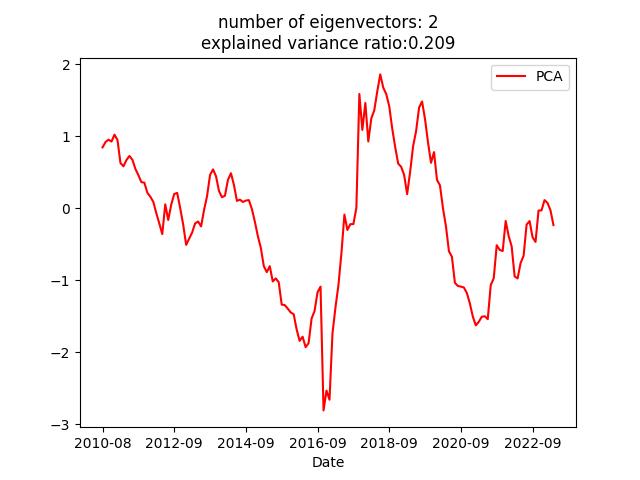 number of eigenvectors: 2
explained variance ratio:0.209
PCA
2
1
0
−1
−2
−3
2010-08 2012-09 2014-09 2016-09 2018-09 2020-09 2022-09
Date